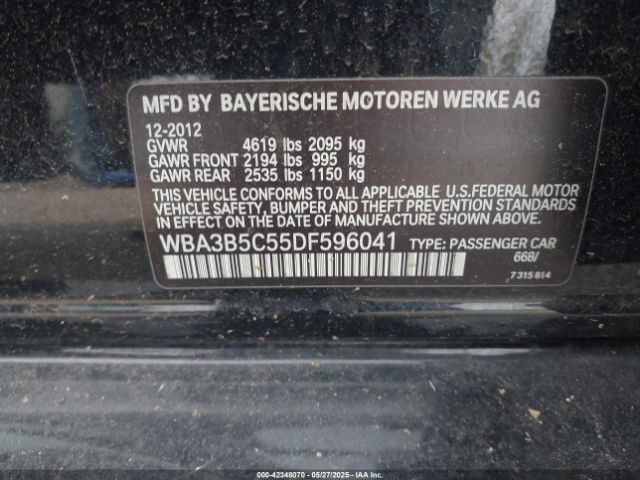 MFD BY BAYERISCHE MOTOREN WERKE AG
12-2012
GVWR 4619 lbs 2095 kg
GAWR FRONT 2194 lbs 995 kg
GAWR REAR 2535 lbs 1150 kg
THIS VEHICLE CONFORMS TO ALL APPLICABLE U.S.FEDERAL MOTOR
VEHICLE SAFETY, BUMPER AND THEFT PREVENTION STANDARDS
IN EFFECT ON THE DATE OF MANUFACTURE SHOWN ABOVE.
WBA3B5C55DF596041 TYPE: PASSENGER CAR
668/
7 315 814
000-42348070 05/27/2025 - IAA Inc.